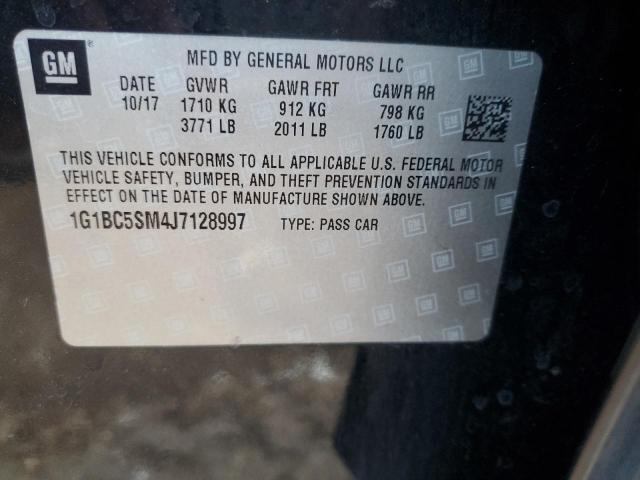 GM
MFD BY GENERAL MOTORS LLC
DATE GVWR GAWR FRT GAWR RR
10/17 1710 KG 912 KG 798 KG
3771 LB 2011 LB 1760 LB
THIS VEHICLE CONFORMS TO ALL APPLICABLE U.S. FEDERAL MOTOR
VEHICLE SAFETY, BUMPER, AND THEFT PREVENTION STANDARDS IN
EFFECT ON THE DATE OF MANUFACTURE SHOWN ABOVE.
1G1BC5SM4J7128997 TYPE: PASS CAR